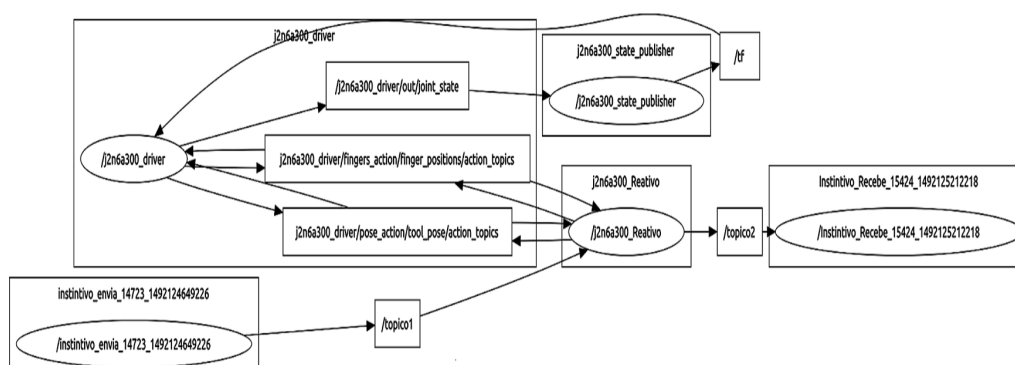 j2n6a300_driver
j2n6a300_state_publisher
/tf
/j2n6a300_driver/out/joint_state
/j2n6a300_state_publisher
/j2n6a300_driver
j2n6a300_driver/fingers_action/finger_positions/action_topics
j2n6a300_Reativo
Instintivo_Recebe_15424_1492125212218
j2n6a300_driver/pose_action/tool_pose/action_topics
/j2n6a300_Reativo
/topico2
/Instintivo_Recebe_15424_1492125212218
instintivo_envia_14723_1492124649226
/topico1
/instintivo_envia_14723_1492124649226